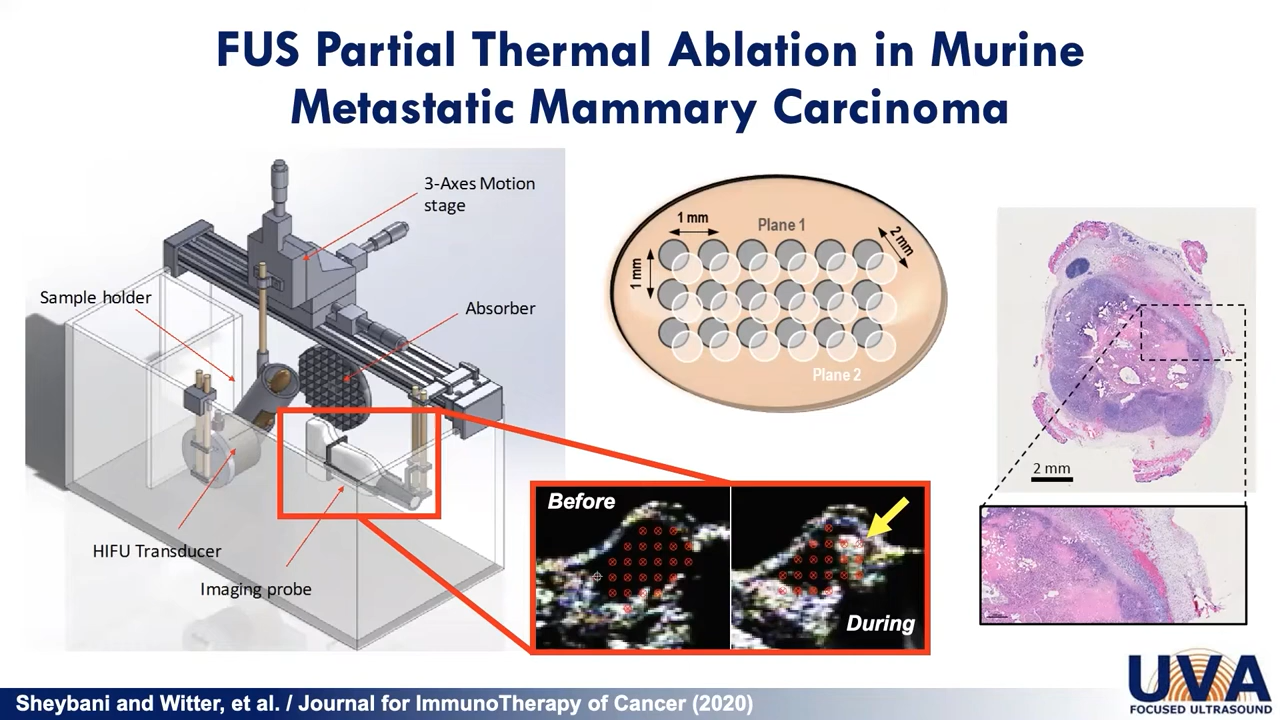 FUS Partial Thermal Ablation in Murine
Metastatic Mammary Carcinoma
3-Axes Motion
stage
Sample holder
Absorber
HIFU Transducer
Imaging probe
1 mm
Plane 1
2 mm
1 mm
Plane 2
Before
During
2 mm
Sheybani and Witter, et al. / Journal for ImmunoTherapy of Cancer (2020)
UVA
FOCUSED ULTRASOUND